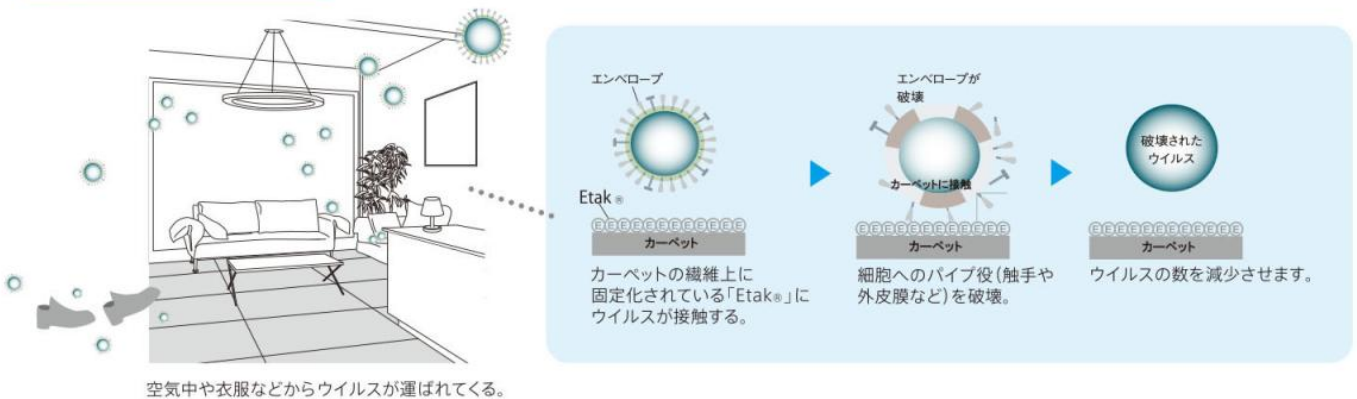 空気中や衣服などからウイルスが運ばれてくる。
エンベロープ
Etak®
EEEEEEEEEEEE
カーペット
カーペットの繊維上に
固定化されている「Etak®」に
ウイルスが接触する。
エンベロープが
破壊
カーペットに接触
EEEEEEEEEEEE
カーペット
細胞へのパイプ役（触手や
外皮膜など）を破壊。
破壊された
ウイルス
EEEEEEEEEEEE
カーペット
ウイルスの数を減少させます。